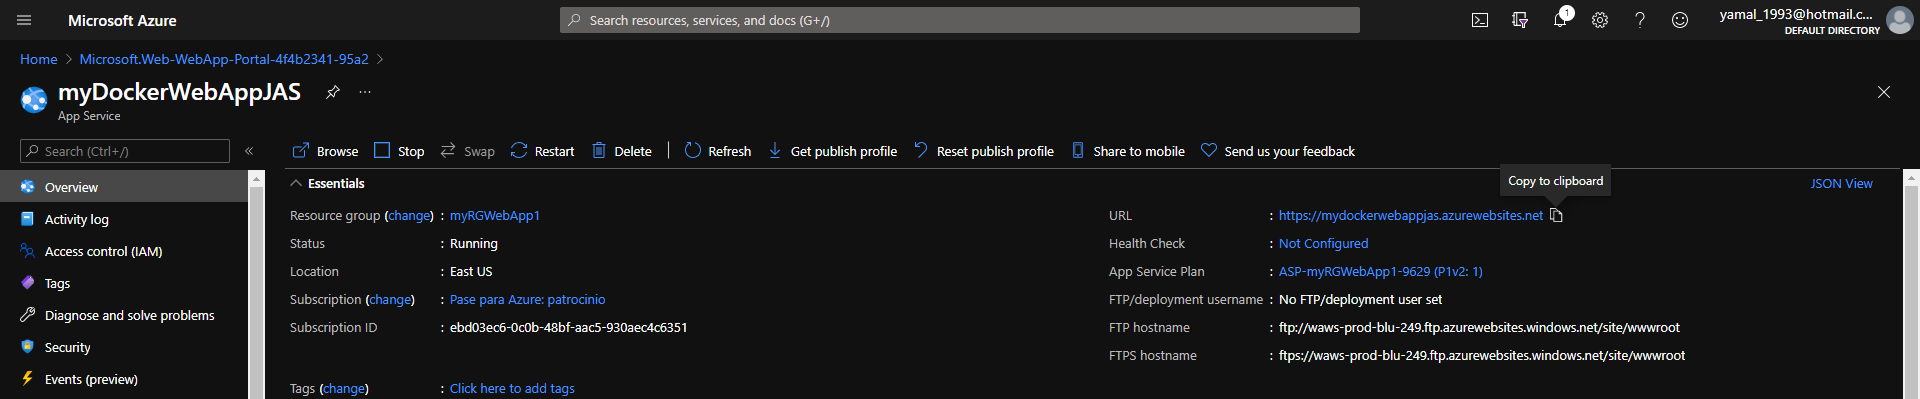 Microsoft Azure
Search resources, services, and docs (G+/)
1
yamal_1993@hotmail.c...
DEFAULT DIRECTORY
Home > Microsoft.Web-WebApp-Portal-4f4b2341-95a2 >
myDockerWebAppJAS ...
App Service
Search (Ctrl+/) «
Browse Stop Swap Restart Delete Refresh Get publish profile Reset publish profile Share to mobile Send us your feedback
Copy to clipboard
Overview
Activity log
Access control (IAM)
Tags
Diagnose and solve problems
Security
Events (preview)
Essentials
JSON View
Resource group (change) : myRGWebApp1
Status : Running
Location : East US
Subscription (change) : Pase para Azure: patrocinio
Subscription ID : ebd03ec6-0c0b-48bf-aac5-930aec4c6351
Tags (change) : Click here to add tags
URL : https://mydockerwebappjas.azurewebsites.net
Health Check : Not Configured
App Service Plan : ASP-myRGWebApp1-9629 (P1v2: 1)
FTP/deployment username : No FTP/deployment user set
FTP hostname : ftp://waws-prod-blu-249.ftp.azurewebsites.windows.net/site/wwwroot
FTPS hostname : ftps://waws-prod-blu-249.ftp.azurewebsites.windows.net/site/wwwroot